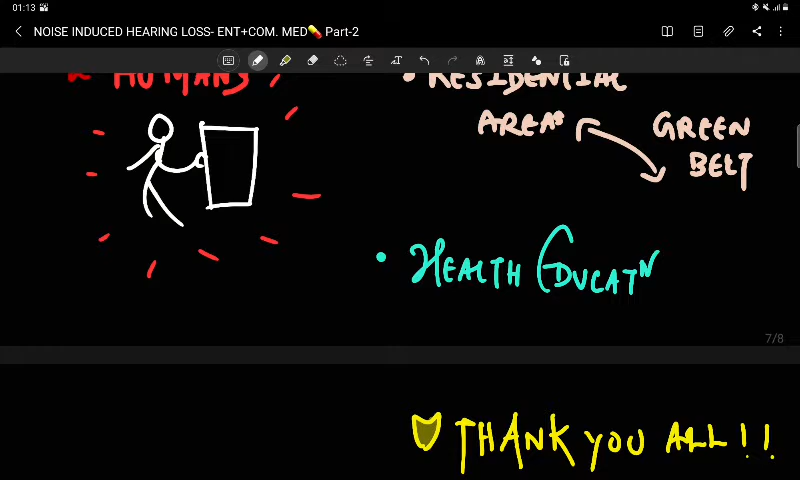 01:13
NOISE INDUCED HEARING LOSS- ENT+COM. MED💊 Part-2
HUMANS
• RESIDENTIAL
AREAS
GREEN
BELT
• HEALTH EDUCATN
7/8
THANK YOU ALL!!